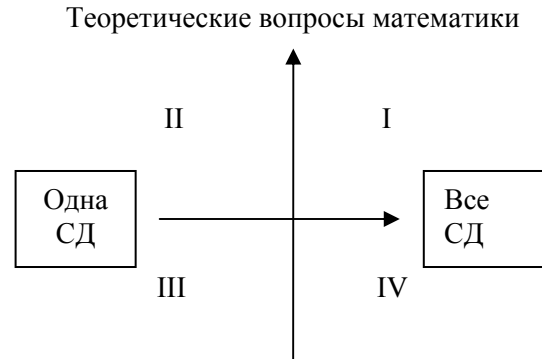 Теоретические вопросы математики
II
I
Одна
СД
Все
СД
III
IV